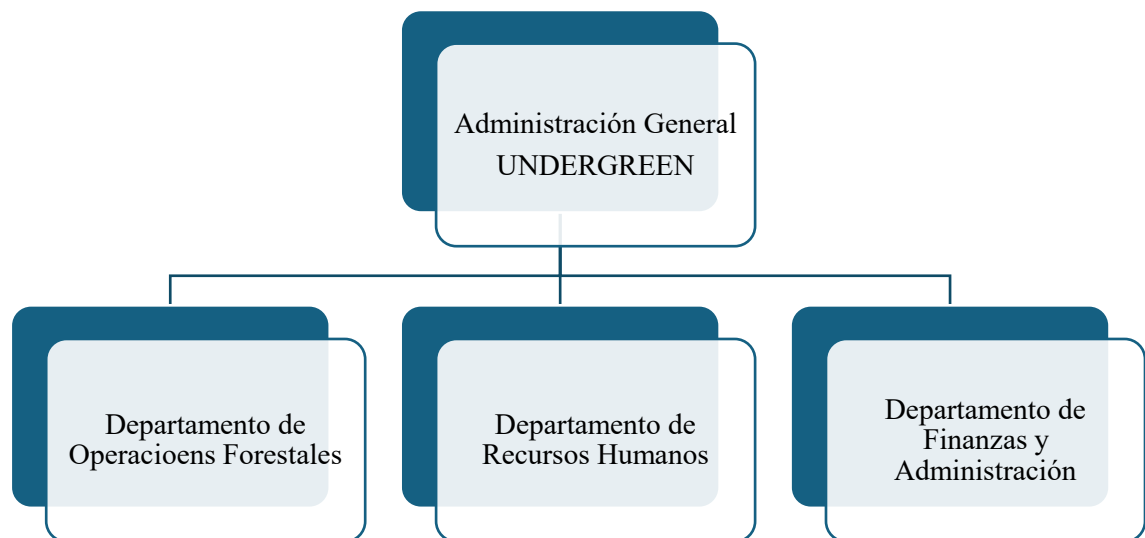 Administración General
UNDERGREEN
Departamento de
Operacioens Forestales
Departamento de
Recursos Humanos
Departamento de
Finanzas y
Administración